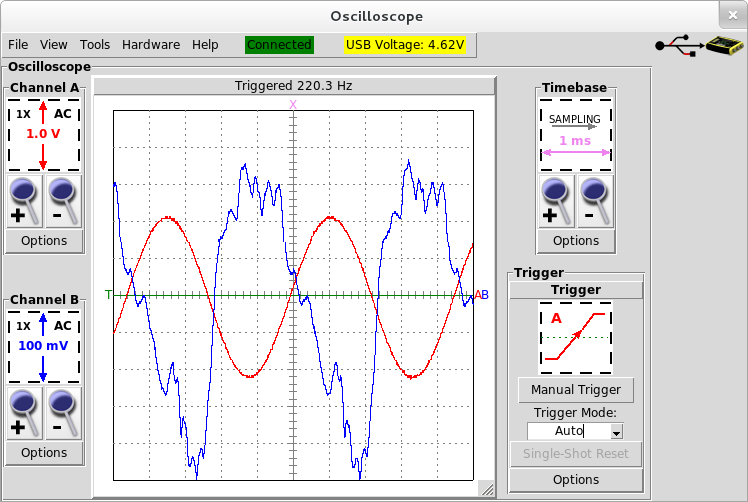 Oscilloscope
File View Tools Hardware Help Connected USB Voltage: 4.62V
Oscilloscope
Channel A
1X AC
1.0 V
+ -
Options
Channel B
1X AC
100 mV
+ -
Options
Triggered 220.3 Hz
X
T
A
B
Timebase
SAMPLING
1 ms
+ -
Options
Trigger
Trigger
A
Manual Trigger
Trigger Mode:
Auto
Single-Shot Reset
Options